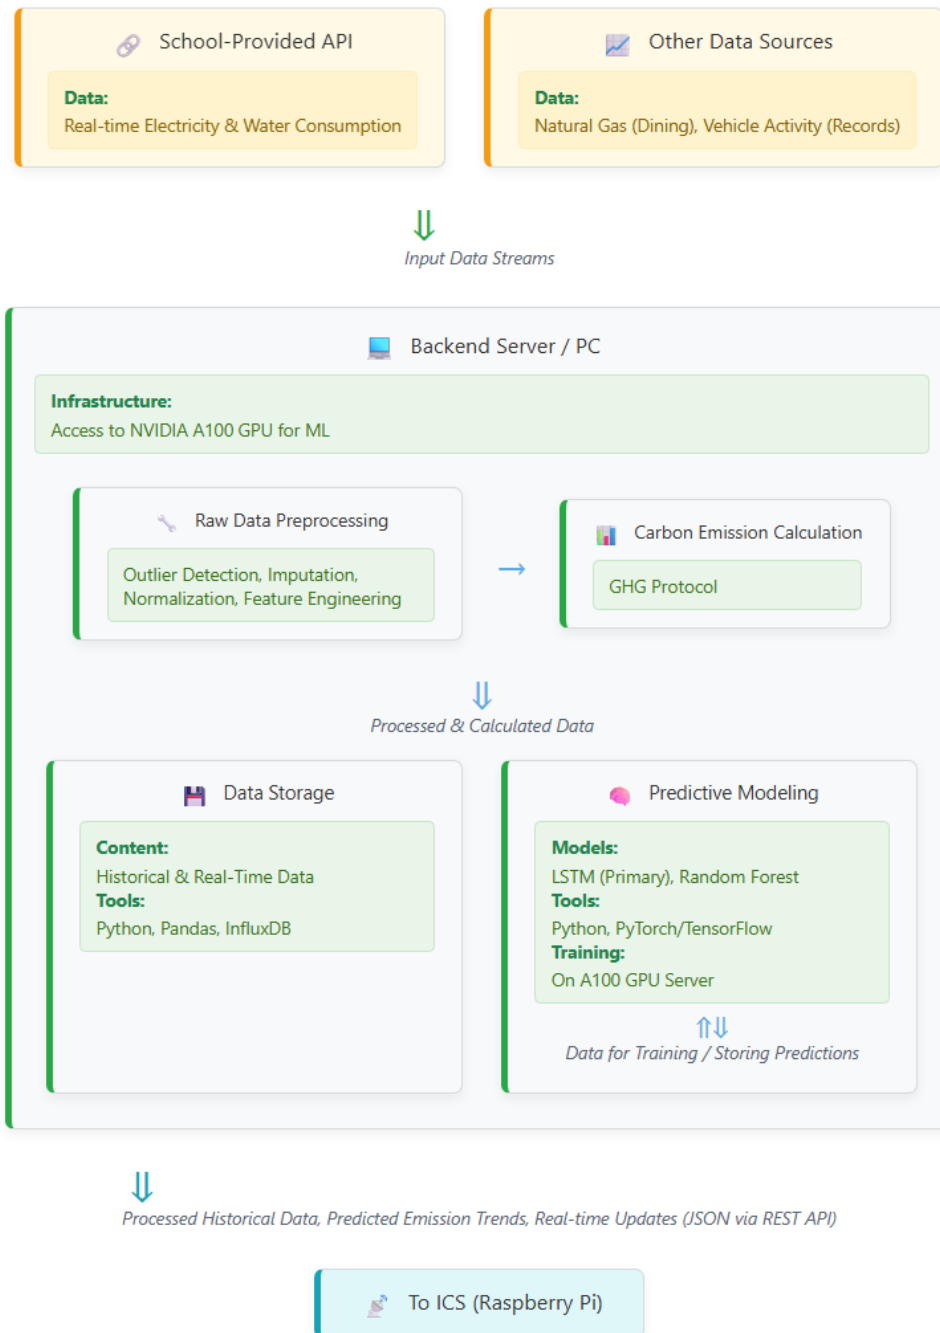 School-Provided API
Data:
Real-time Electricity & Water Consumption
Other Data Sources
Data:
Natural Gas (Dining), Vehicle Activity (Records)
Input Data Streams
Backend Server / PC
Infrastructure:
Access to NVIDIA A100 GPU for ML
Raw Data Preprocessing
Outlier Detection, Imputation,
Normalization, Feature Engineering
Carbon Emission Calculation
GHG Protocol
Processed & Calculated Data
Data Storage
Content:
Historical & Real-Time Data
Tools:
Python, Pandas, InfluxDB
Predictive Modeling
Models:
LSTM (Primary), Random Forest
Tools:
Python, PyTorch/TensorFlow
Training:
On A100 GPU Server
Data for Training / Storing Predictions
Processed Historical Data, Predicted Emission Trends, Real-time Updates (JSON via REST API)
To ICS (Raspberry Pi)